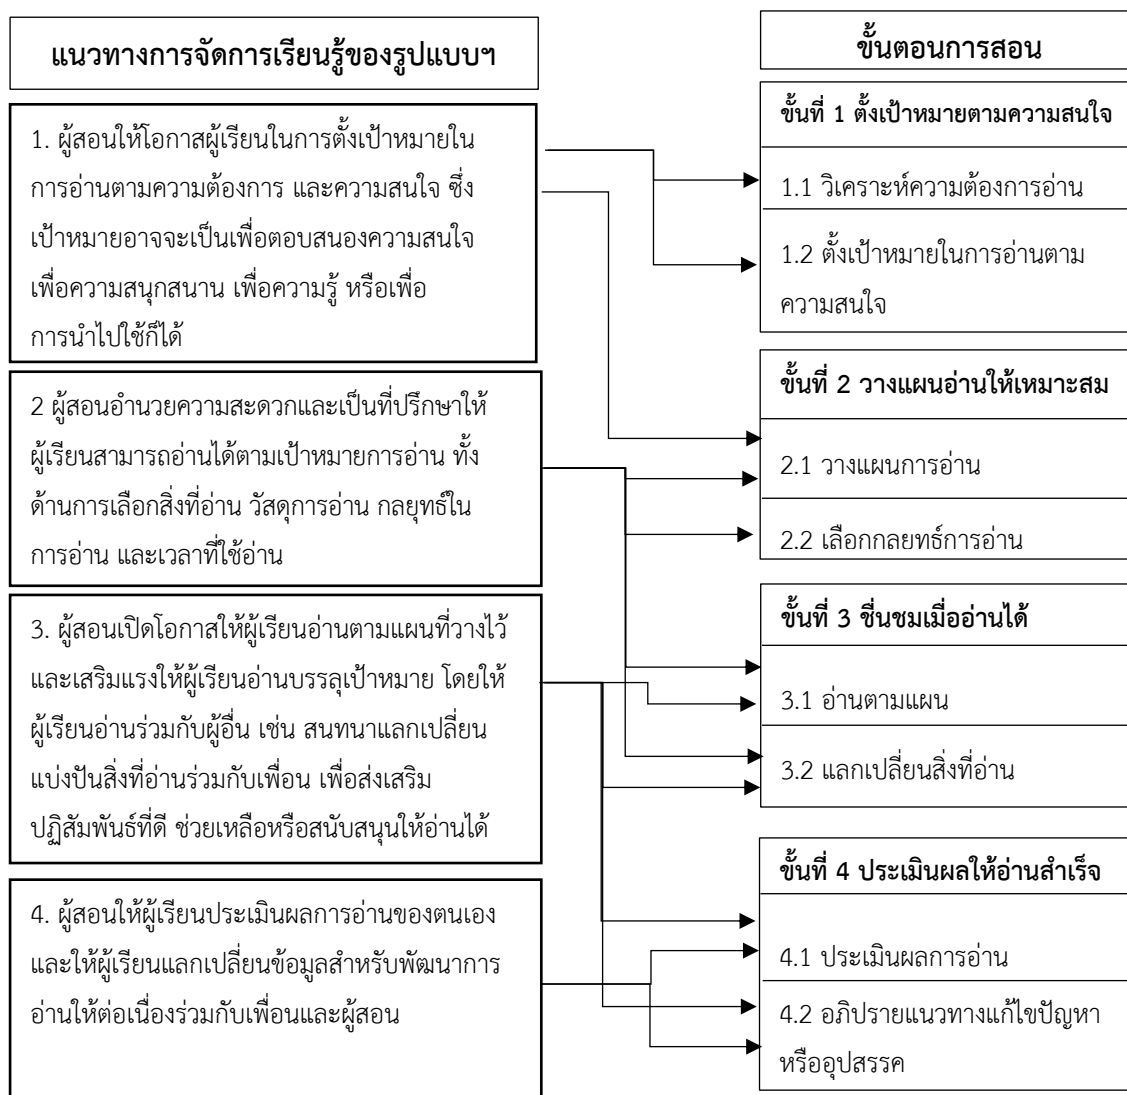 แนวทางการจัดการเรียนรู้ของรูปแบบฯ
1. ผู้สอนให้โอกาสผู้เรียนในการตั้งเป้าหมายใน
การอ่านตามความต้องการ และความสนใจ ซึ่ง
เป้าหมายอาจจะเป็นเพื่อตอบสนองความสนใจ
เพื่อความสนุกสนาน เพื่อความรู้ หรือเพื่อ
การนำไปใช้ก็ได้
2 ผู้สอนอำนวยความสะดวกและเป็นที่ปรึกษาให้
ผู้เรียนสามารถอ่านได้ตามเป้าหมายการอ่าน ทั้ง
ด้านการเลือกสิ่งที่อ่าน วัสดุการอ่าน กลยุทธ์ใน
การอ่าน และเวลาที่ใช้อ่าน
3. ผู้สอนเปิดโอกาสให้ผู้เรียนอ่านตามแผนที่วางไว้
และเสริมแรงให้ผู้เรียนอ่านบรรลุเป้าหมาย โดยให้
ผู้เรียนอ่านร่วมกับผู้อื่น เช่น สนทนาแลกเปลี่ยน
แบ่งปันสิ่งที่อ่านร่วมกับเพื่อน เพื่อส่งเสริม
ปฏิสัมพันธ์ที่ดี ช่วยเหลือหรือสนับสนุนให้อ่านได้
4. ผู้สอนให้ผู้เรียนประเมินผลการอ่านของตนเอง
และให้ผู้เรียนแลกเปลี่ยนข้อมูลสำหรับพัฒนาการ
อ่านให้ต่อเนื่องร่วมกับเพื่อนและผู้สอน
ขั้นตอนการสอน
ขั้นที่ 1 ตั้งเป้าหมายตามความสนใจ
1.1 วิเคราะห์ความต้องการอ่าน
1.2 ตั้งเป้าหมายในการอ่านตาม
ความสนใจ
ขั้นที่ 2 วางแผนอ่านให้เหมาะสม
2.1 วางแผนการอ่าน
2.2 เลือกกลยทธ์การอ่าน
ขั้นที่ 3 ชื่นชมเมื่ออ่านได้
3.1 อ่านตามแผน
3.2 แลกเปลี่ยนสิ่งที่อ่าน
ขั้นที่ 4 ประเมินผลให้อ่านสำเร็จ
4.1 ประเมินผลการอ่าน
4.2 อภิปรายแนวทางแก้ไขปัญหา
หรืออุปสรรค